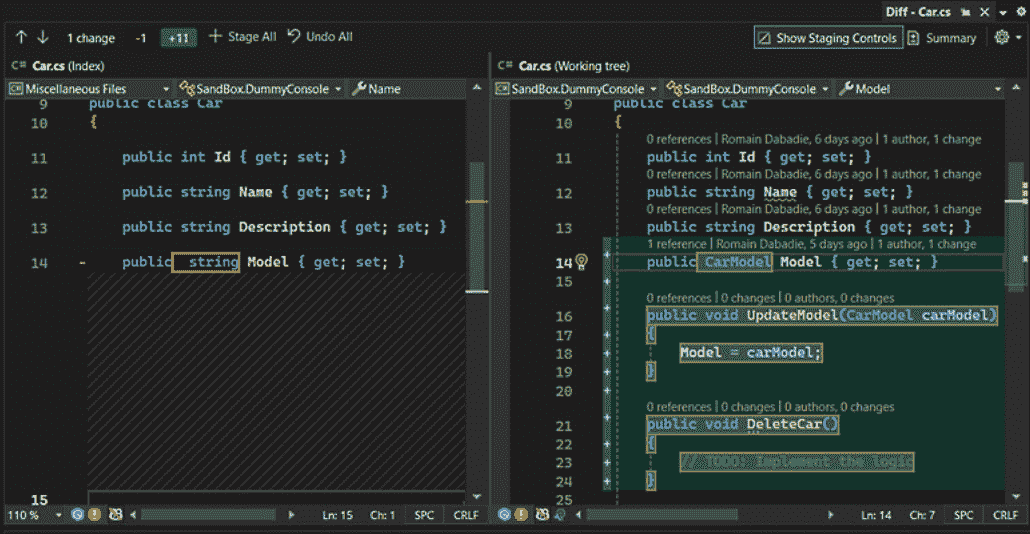 Diff - Car.cs
1 change -1 +11 Stage All Undo All Show Staging Controls Summary
C# Car.cs (Index)
Miscellaneous Files SandBox.DummyConsole Name
9 public class Car
10 {
11 public int Id { get; set; }
12 public string Name { get; set; }
13 public string Description { get; set; }
14 - public string Model { get; set; }
15
110 % Ln: 15 Ch: 1 SPC CRLF
C# Car.cs (Working tree)
SandBox.DummyConsole SandBox.DummyConsole Model
9 public class Car
10 {
0 references | Romain Dabadie, 6 days ago | 1 author, 1 change
11 public int Id { get; set; }
0 references | Romain Dabadie, 6 days ago | 1 author, 1 change
12 public string Name { get; set; }
0 references | Romain Dabadie, 6 days ago | 1 author, 1 change
13 public string Description { get; set; }
1 reference | Romain Dabadie, 5 days ago | 1 author, 1 change
14 + public CarModel Model { get; set; }
15 +
0 references | 0 changes | 0 authors, 0 changes
16 + public void UpdateModel(CarModel carModel)
17 + {
18 + Model = carModel;
19 + }
20 +
0 references | 0 changes | 0 authors, 0 changes
21 + public void DeleteCar()
22 + {
23 + // TODO: implement the logic
24 + }
25
Ln: 14 Ch: 7 SPC CRLF